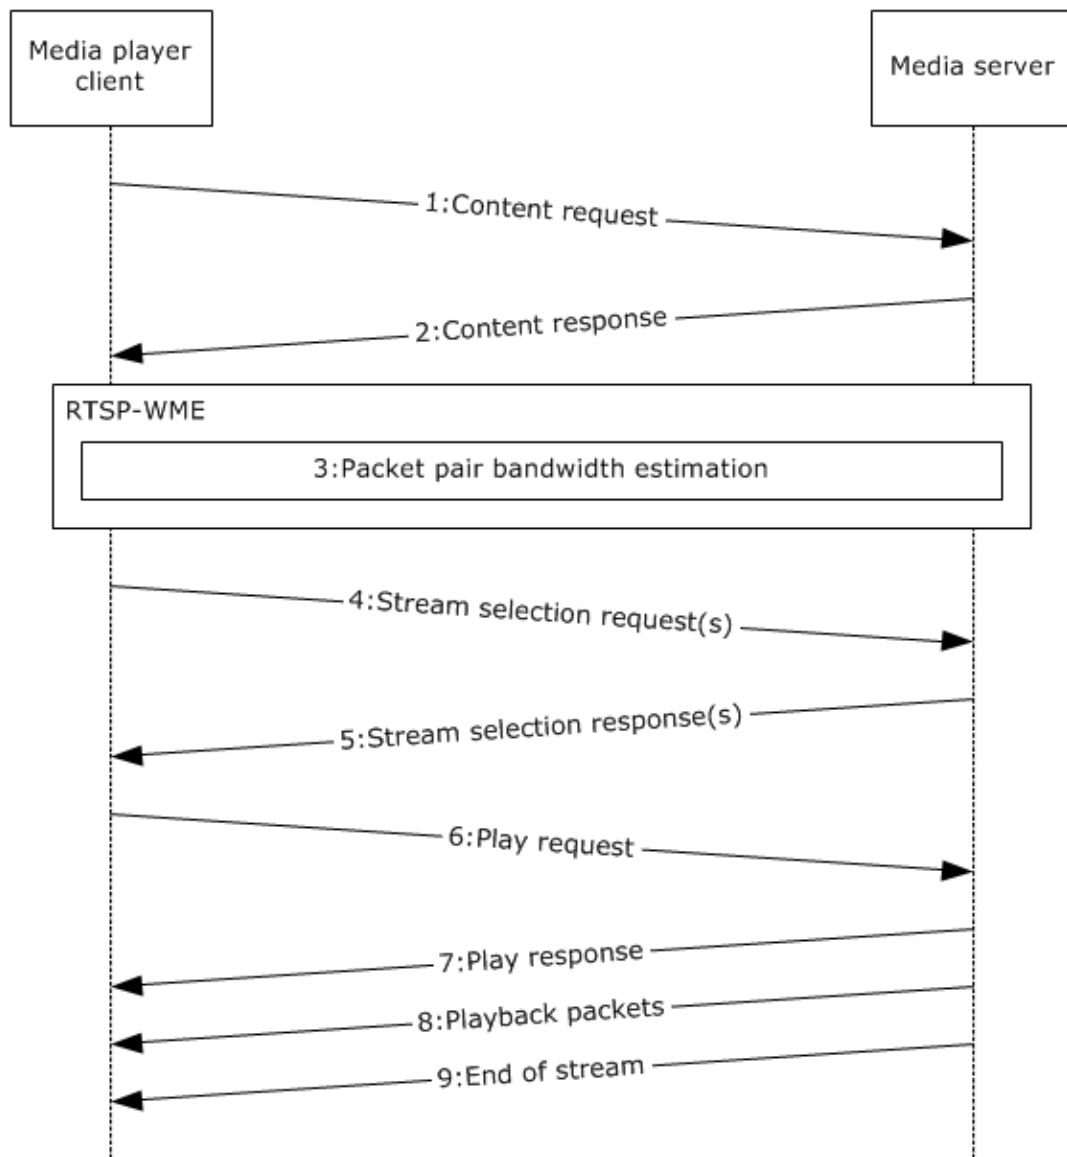 Media player
client
Media server
1:Content request
2:Content response
RTSP-WME
3:Packet pair bandwidth estimation
4:Stream selection request(s)
5:Stream selection response(s)
6:Play request
7:Play response
8:Playback packets
9:End of stream